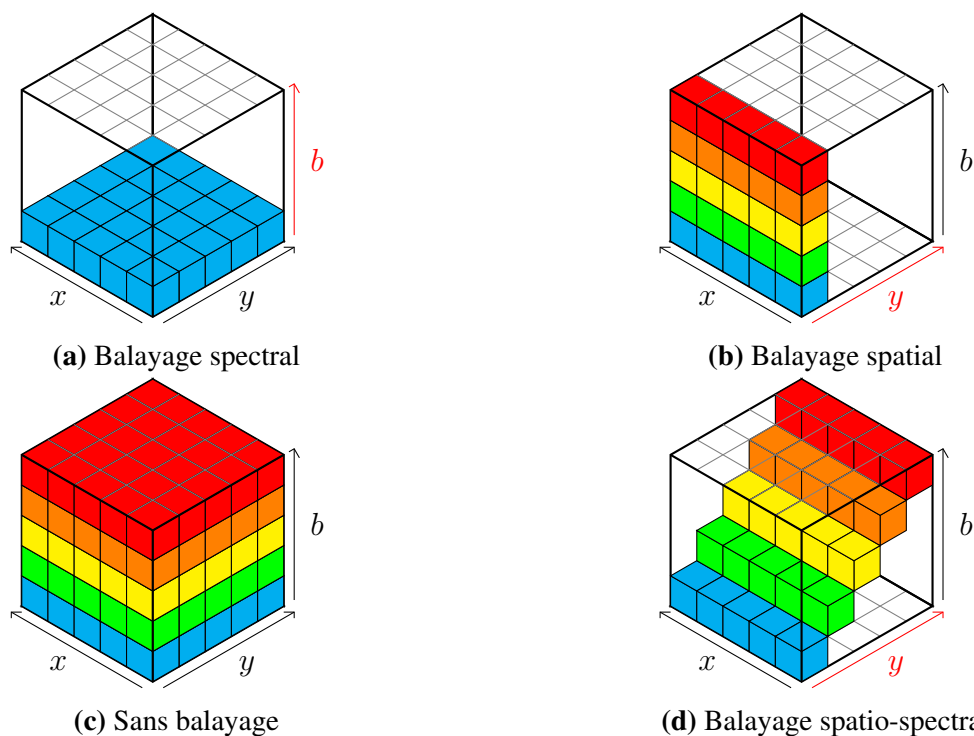 b
b
x
y
x
y
(a) Balayage spectral
(b) Balayage spatial
b
b
x
y
x
y
(c) Sans balayage
(d) Balayage spatio-spectra